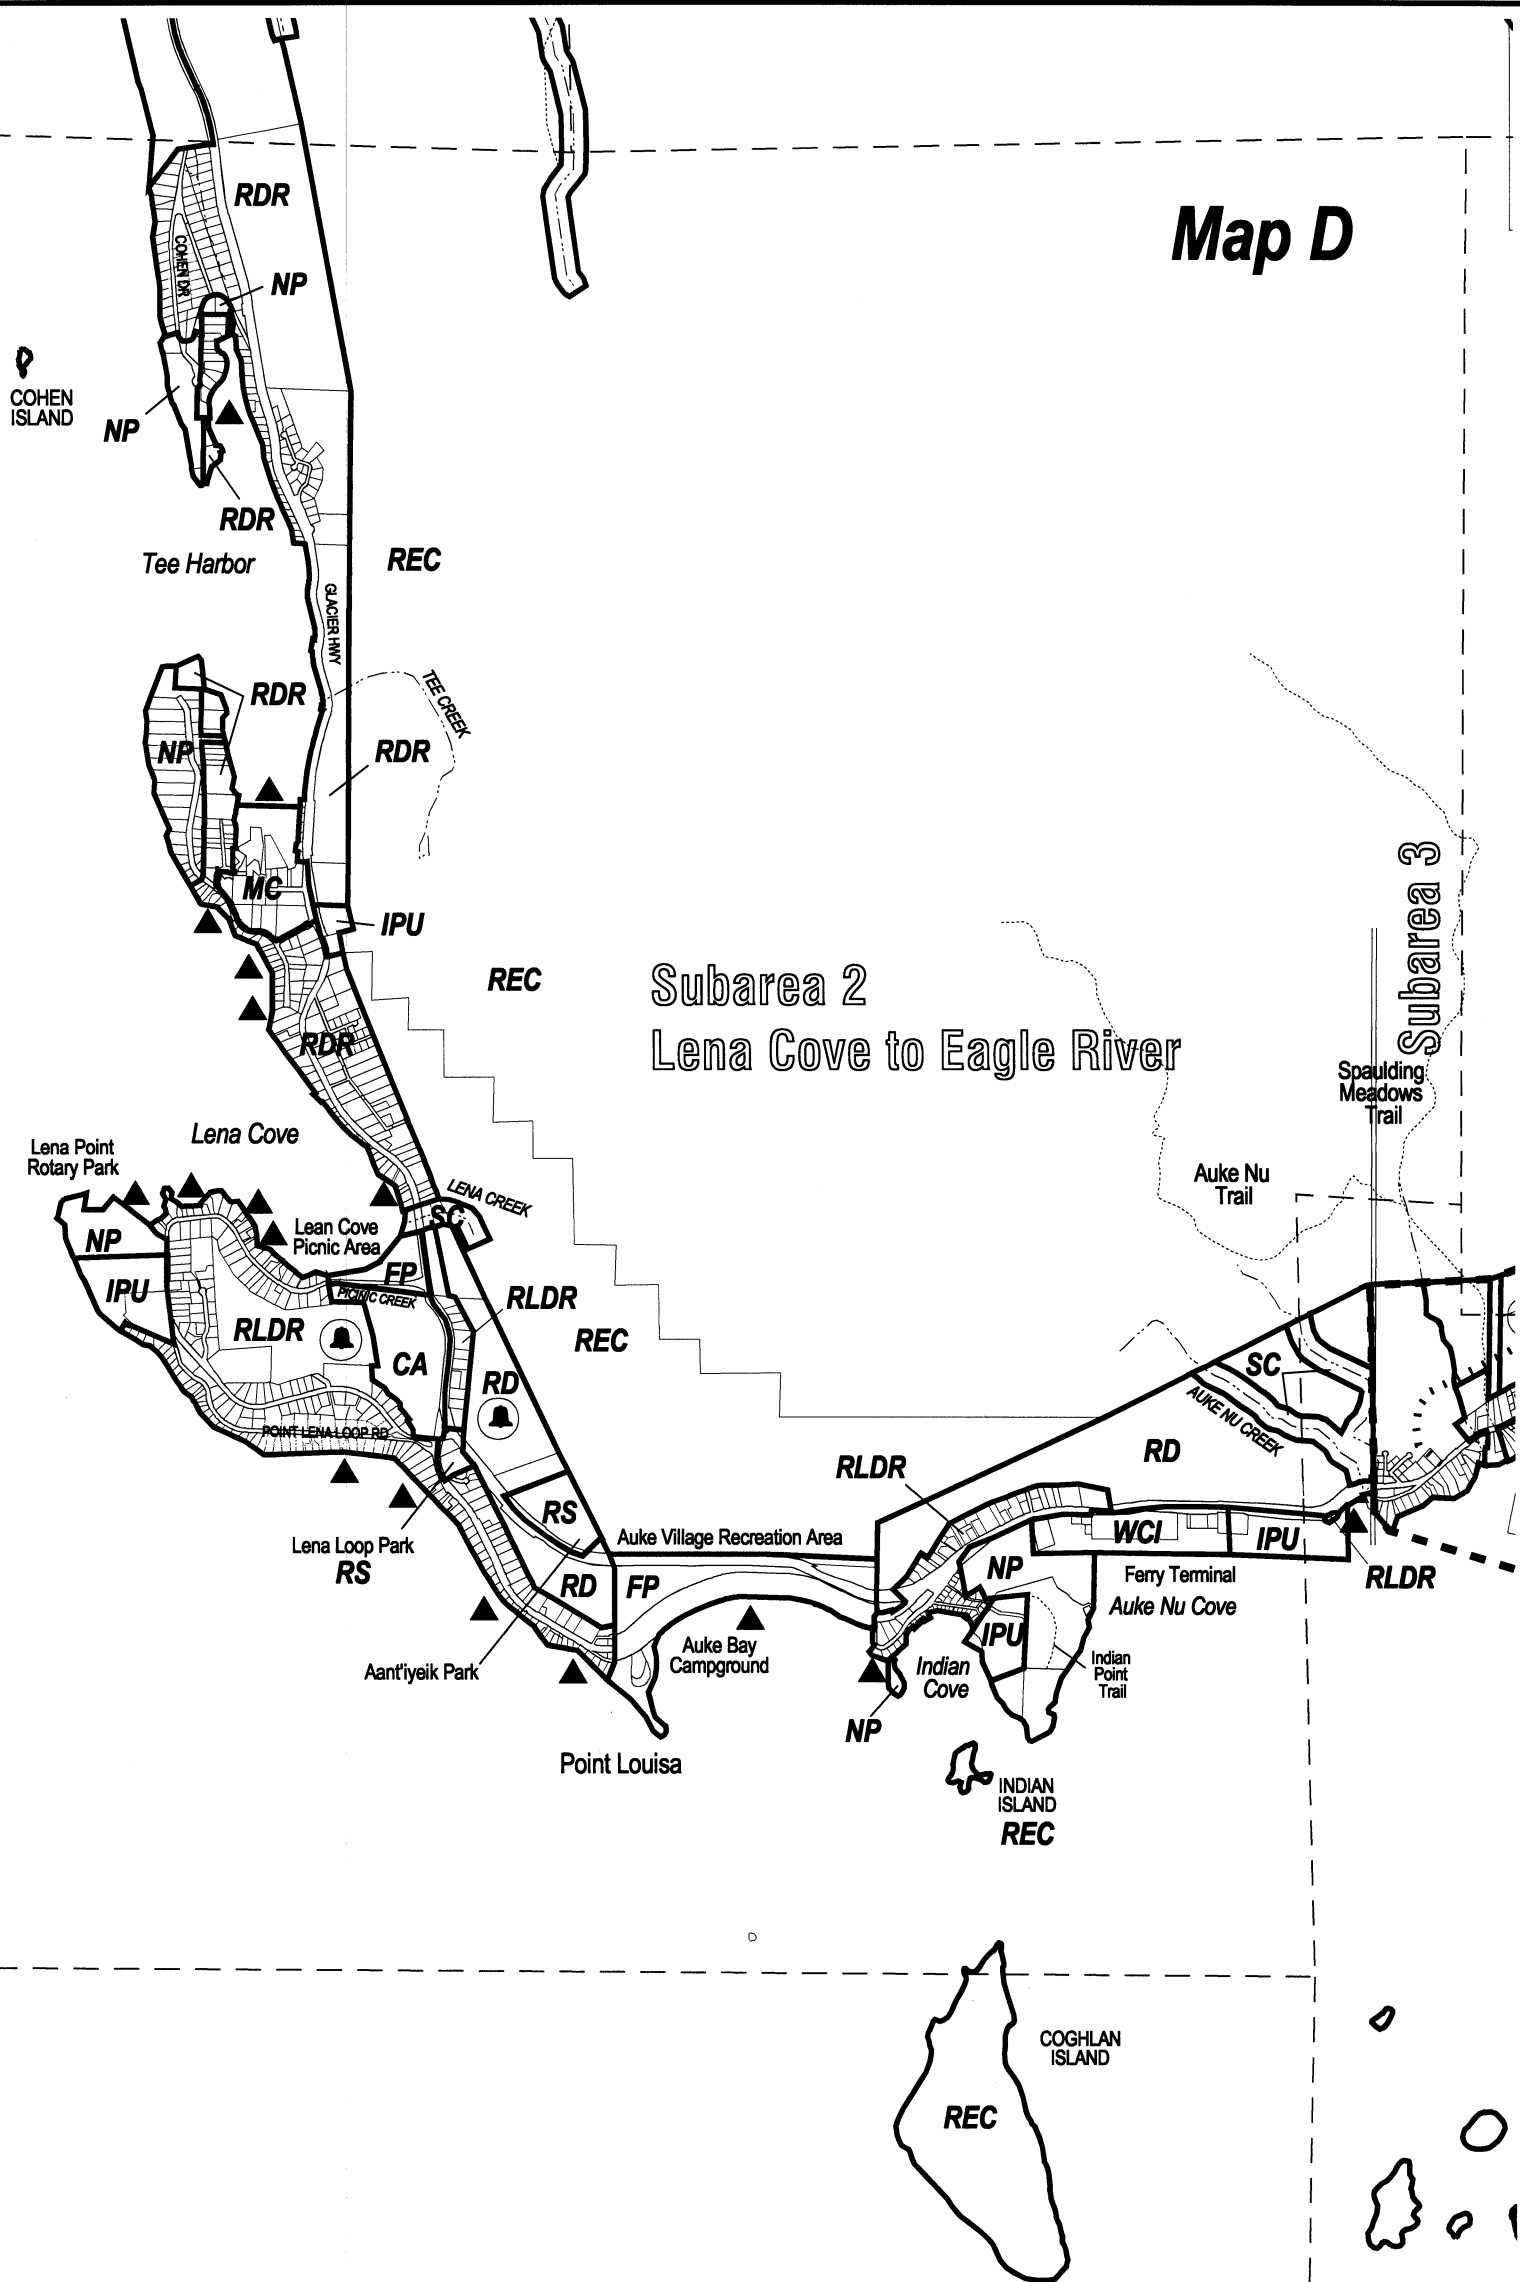 Map D
RDR
COHEN DR
NP
COHEN
ISLAND
NP
RDR
Tee Harbor
REC
GLACIER HWY
TEE CREEK
RDR
NP
RDR
MC
IPU
REC
Subarea 2
Lena Cove to Eagle River
Subarea 3
RDR
Spaulding
Meadows
Trail
Lena Cove
Lena Point
Rotary Park
Auke Nu
Trail
LENA CREEK
SC
Lean Cove
Picnic Area
NP
FP
IPU
PICINIC CREEK
RLDR
RLDR
REC
CA
RD
SC
AUKE NU CREEK
POINT LENA LOOP RD
RD
RLDR
RS
Lena Loop Park
RS
Auke Village Recreation Area
WCI
IPU
RD
FP
NP
Ferry Terminal
RLDR
Auke Nu Cove
Aant'iyeik Park
Auke Bay
Campground
IPU
Indian
Cove
Indian
Point
Trail
NP
Point Louisa
INDIAN
ISLAND
REC
COGHLAN
ISLAND
REC